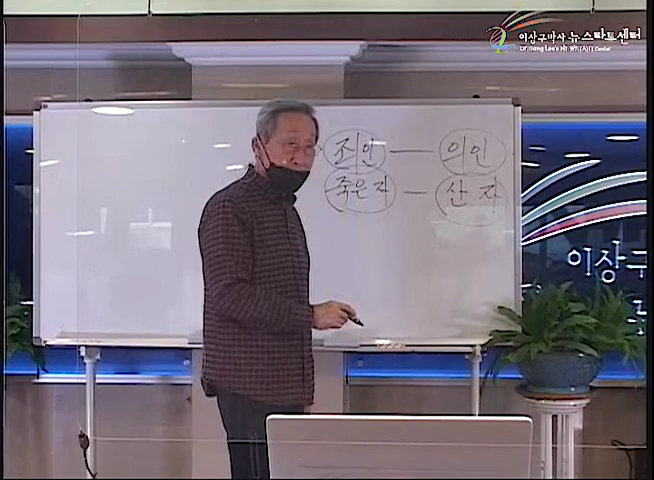 이상구박사 뉴스타트센터
Dr. Sang Lee's NEWSTART Center
죄인 — 의인
죽은 자 — 산 자
이상구